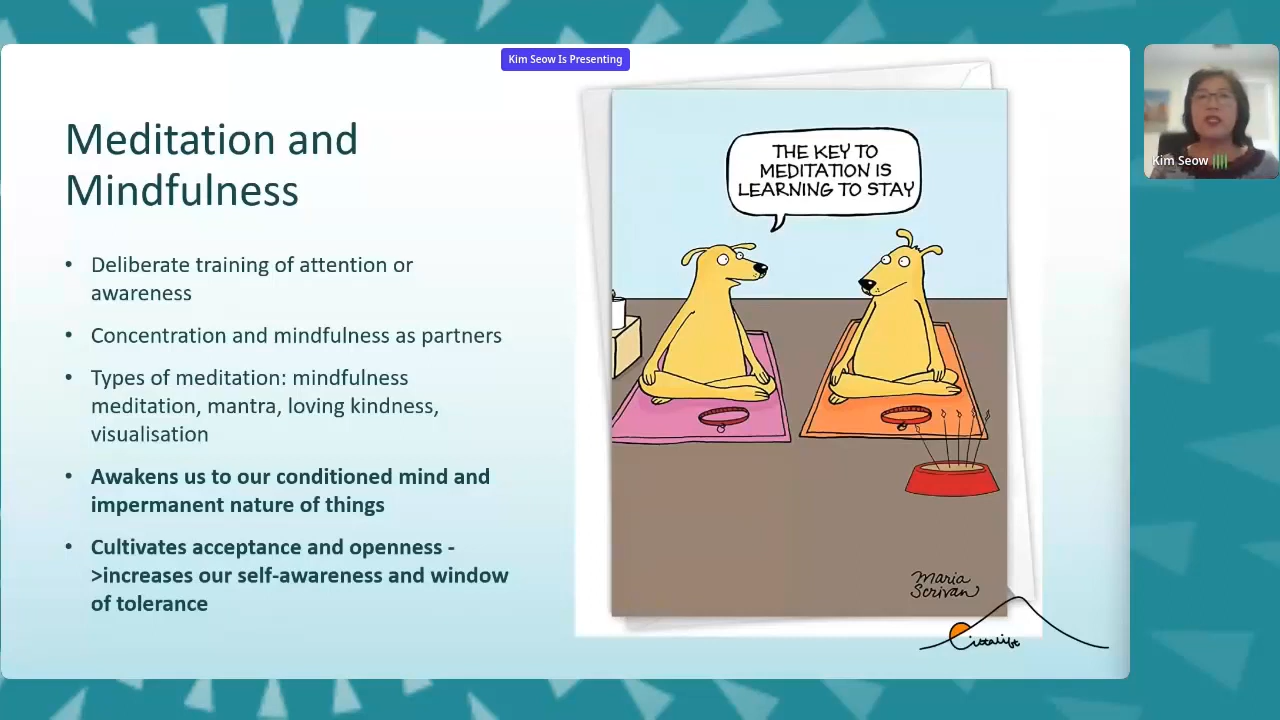 Kim Seow Is Presenting
Meditation and
Mindfulness
• Deliberate training of attention or
awareness
• Concentration and mindfulness as partners
• Types of meditation: mindfulness
meditation, mantra, loving kindness,
visualisation
• Awakens us to our conditioned mind and
impermanent nature of things
• Cultivates acceptance and openness -
>increases our self-awareness and window
of tolerance
THE KEY TO
MEDITATION IS
LEARNING TO STAY
Maria
Scrivan
Cittalift
Kim Seow